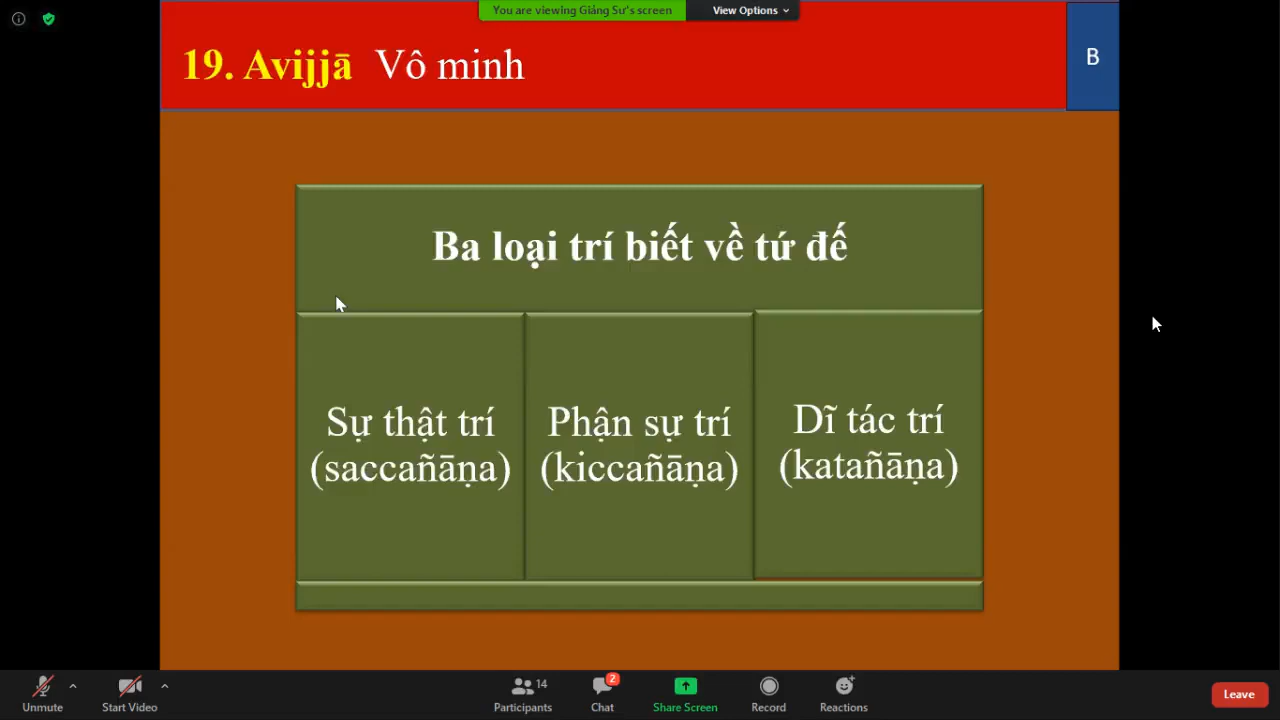 You are viewing Giảng Sư's screen
View Options
19. Avijjā Vô minh
B
Ba loại trí biết về tứ đế
Sự thật trí
(saccañāṇa)
Phận sự trí
(kiccañāṇa)
Dĩ tác trí
(katañāṇa)
Unmute
Start Video
14
Participants
2
Chat
Share Screen
Record
Reactions
Leave